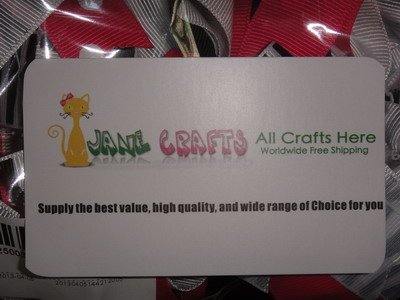 JANE CRAFTS All Crafts Here
Worldwide Free Shipping
Supply the best value, high quality, and wide range of Choice for you